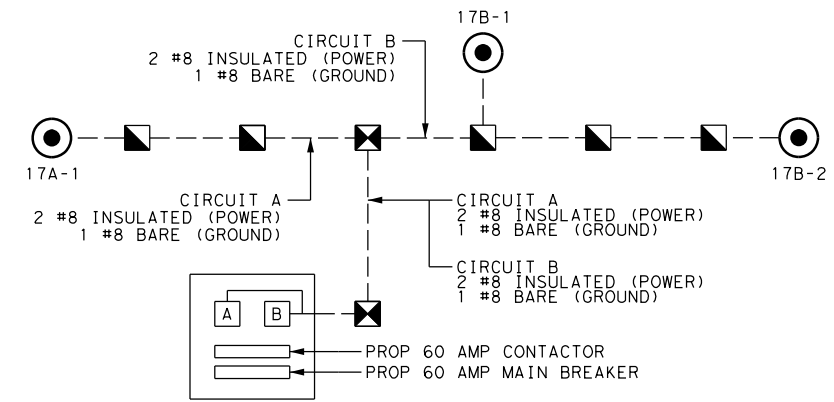 17B-1
CIRCUIT B
2 #8 INSULATED (POWER)
1 #8 BARE (GROUND)
17A-1
17B-2
CIRCUIT A
2 #8 INSULATED (POWER)
1 #8 BARE (GROUND)
CIRCUIT A
2 #8 INSULATED (POWER)
1 #8 BARE (GROUND)
CIRCUIT B
2 #8 INSULATED (POWER)
1 #8 BARE (GROUND)
A B
PROP 60 AMP CONTACTOR
PROP 60 AMP MAIN BREAKER